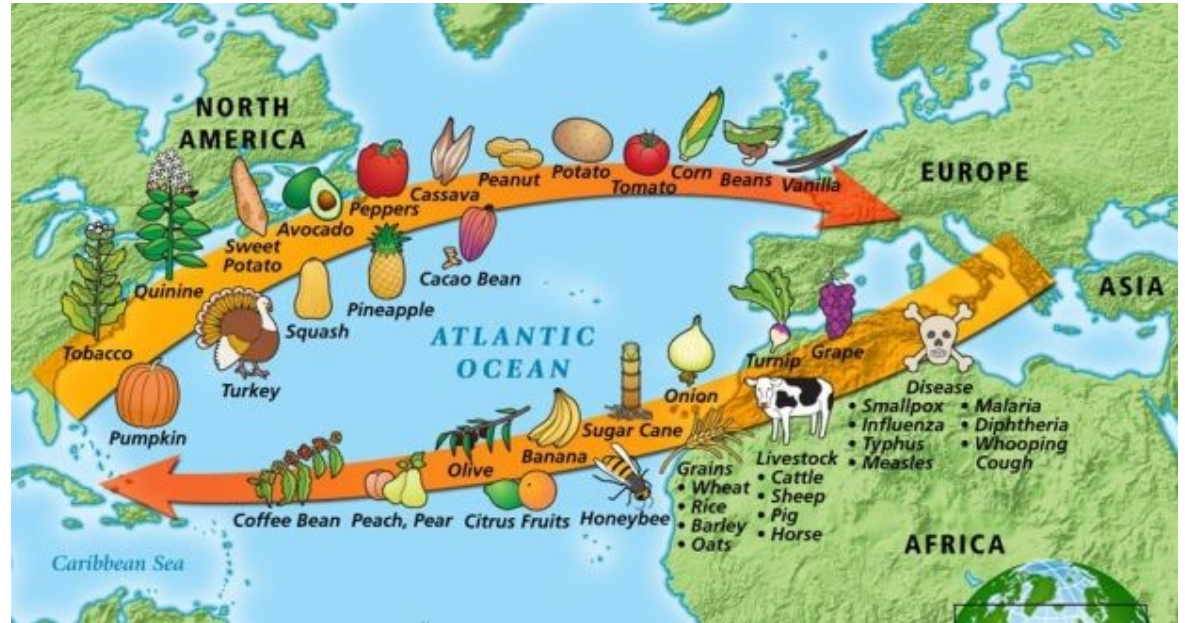 NORTH
AMERICA
EUROPE
ASIA
AFRICA
ATLANTIC
OCEAN
Caribbean Sea
Tobacco
Quinine
Sweet
Potato
Avocado
Peppers
Cassava
Peanut
Potato
Tomato
Corn
Beans
Vanilla
Pumpkin
Turkey
Squash
Pineapple
Cacao Bean
Coffee Bean
Peach, Pear
Olive
Citrus Fruits
Banana
Honeybee
Sugar Cane
Onion
Turnip
Grape
Grains
• Wheat
• Rice
• Barley
• Oats
Livestock
• Cattle
• Sheep
• Pig
• Horse
Disease
• Smallpox
• Influenza
• Typhus
• Measles
• Malaria
• Diphtheria
• Whooping
Cough